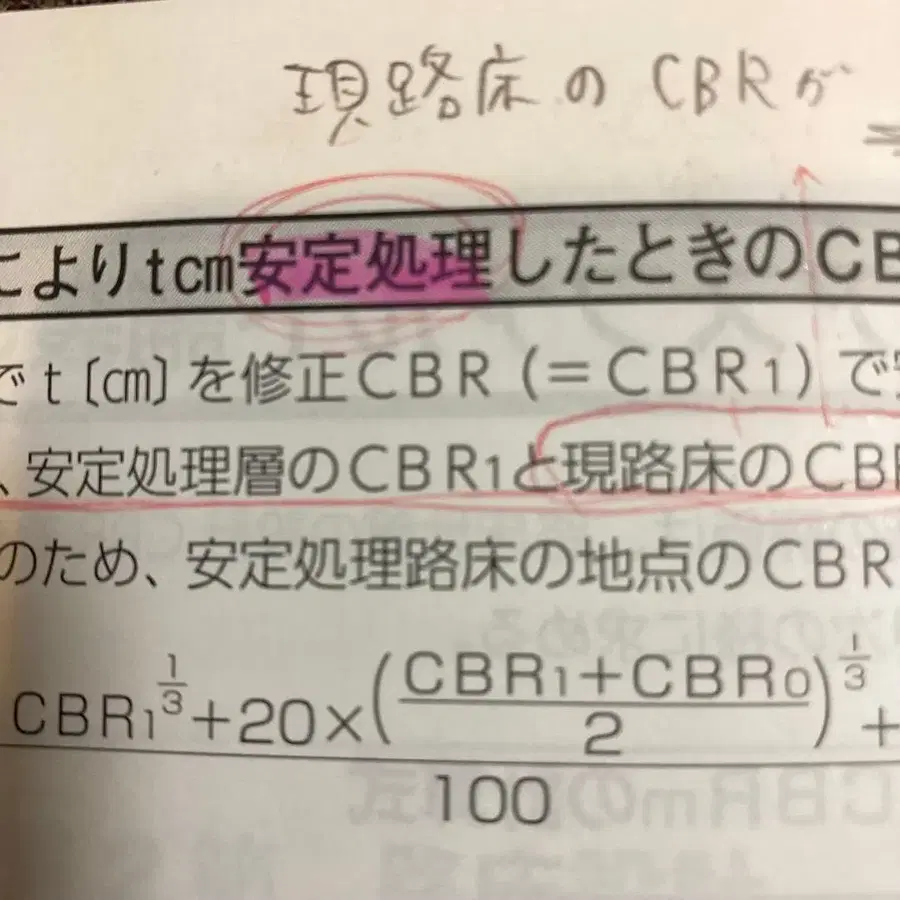 現路床の CBRが
によりtcm安定処理したときのCB
でt〔cm〕を修正CBR(=CBR1)で
、安定処理層のCBR1と現路床のCB
のため、安定処理路床の地点のCBR
CBR₁^(1/3)+20×((CBR₁+CBR₀)/2)^(1/3)+
100